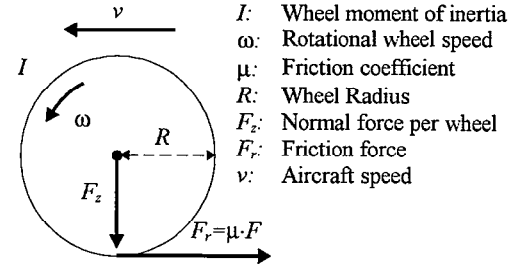 v
I
ω
R
F_z
F_r=μ·F
I: Wheel moment of inertia
ω: Rotational wheel speed
μ: Friction coefficient
R: Wheel Radius
F_z: Normal force per wheel
F_r: Friction force
v: Aircraft speed